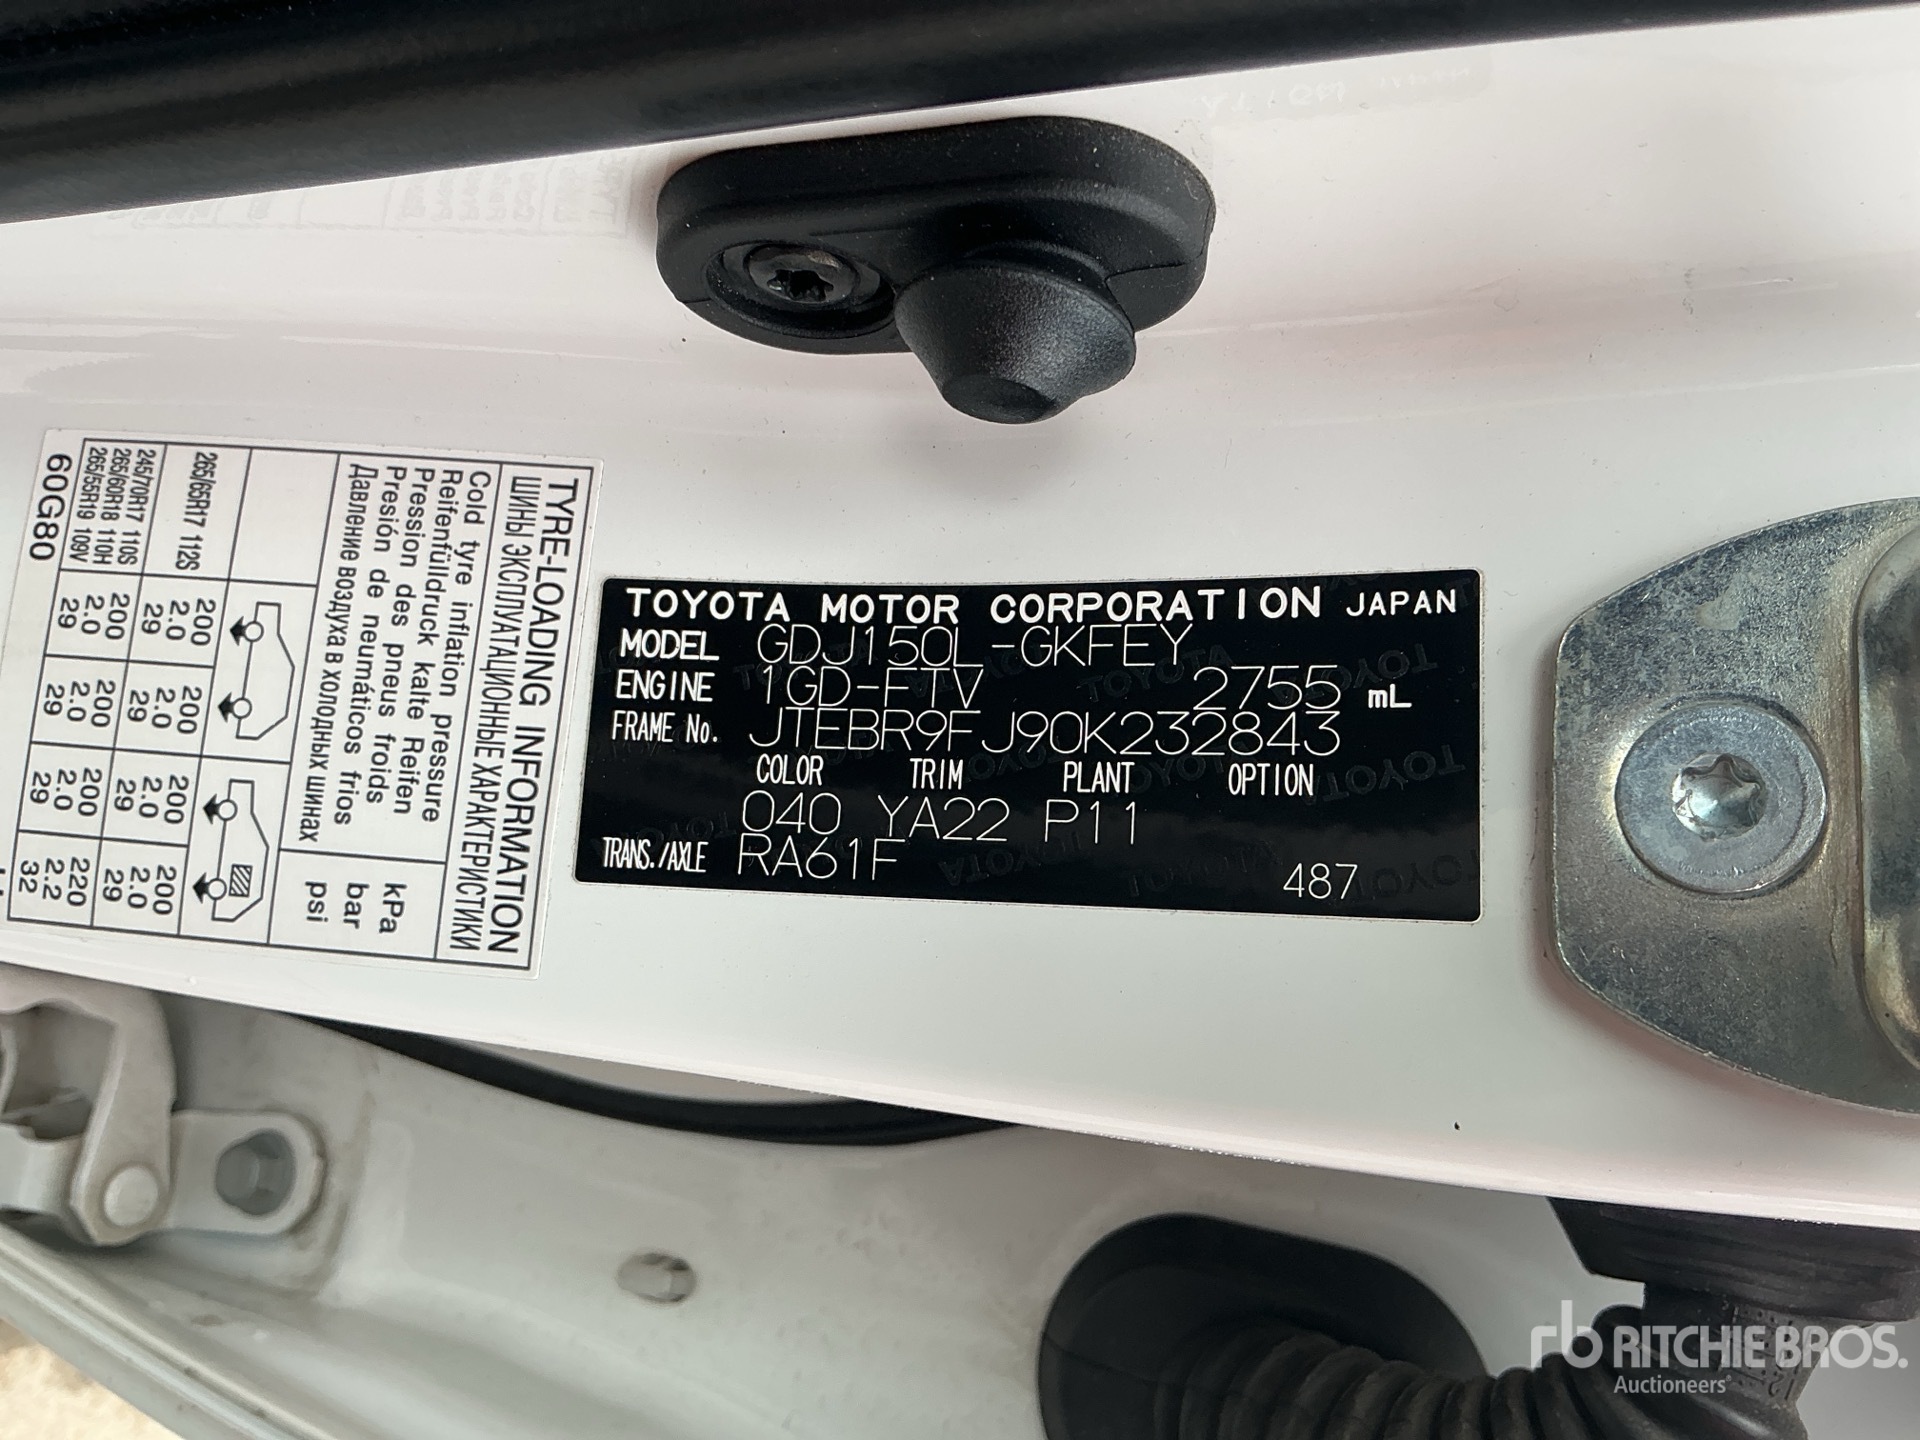 TOYOTA MOTOR CORPORATION JAPAN
MODEL GDJ150L-GKFEY
ENGINE 1GD-FTV 2755 mL
FRAME No. JTEBR9FJ90K232843
COLOR TRIM PLANT OPTION
040 YA22 P11
TRANS./AXLE RA61F
487
TYRE-LOADING INFORMATION
ШИНЫ ЭКСПЛУАТАЦИОННЫЕ ХАРАКТЕРИСТИКИ
Cold tyre inflation pressure
Reifenfülldruck kalte Reifen
Pression des pneus froids
Presión de neumáticos frios
Давление воздуха в холодных шинах
kPa
bar
psi
265/65R17 112S
200 200 200 200
2.0 2.0 2.0 2.0
29 29 29 29
245/70R17 110S
265/60R18 110H
265/55R19 109V
200 200 200 220
2.0 2.0 2.0 2.2
29 29 29 32
60G80
rb RITCHIE BROS.
Auctioneers